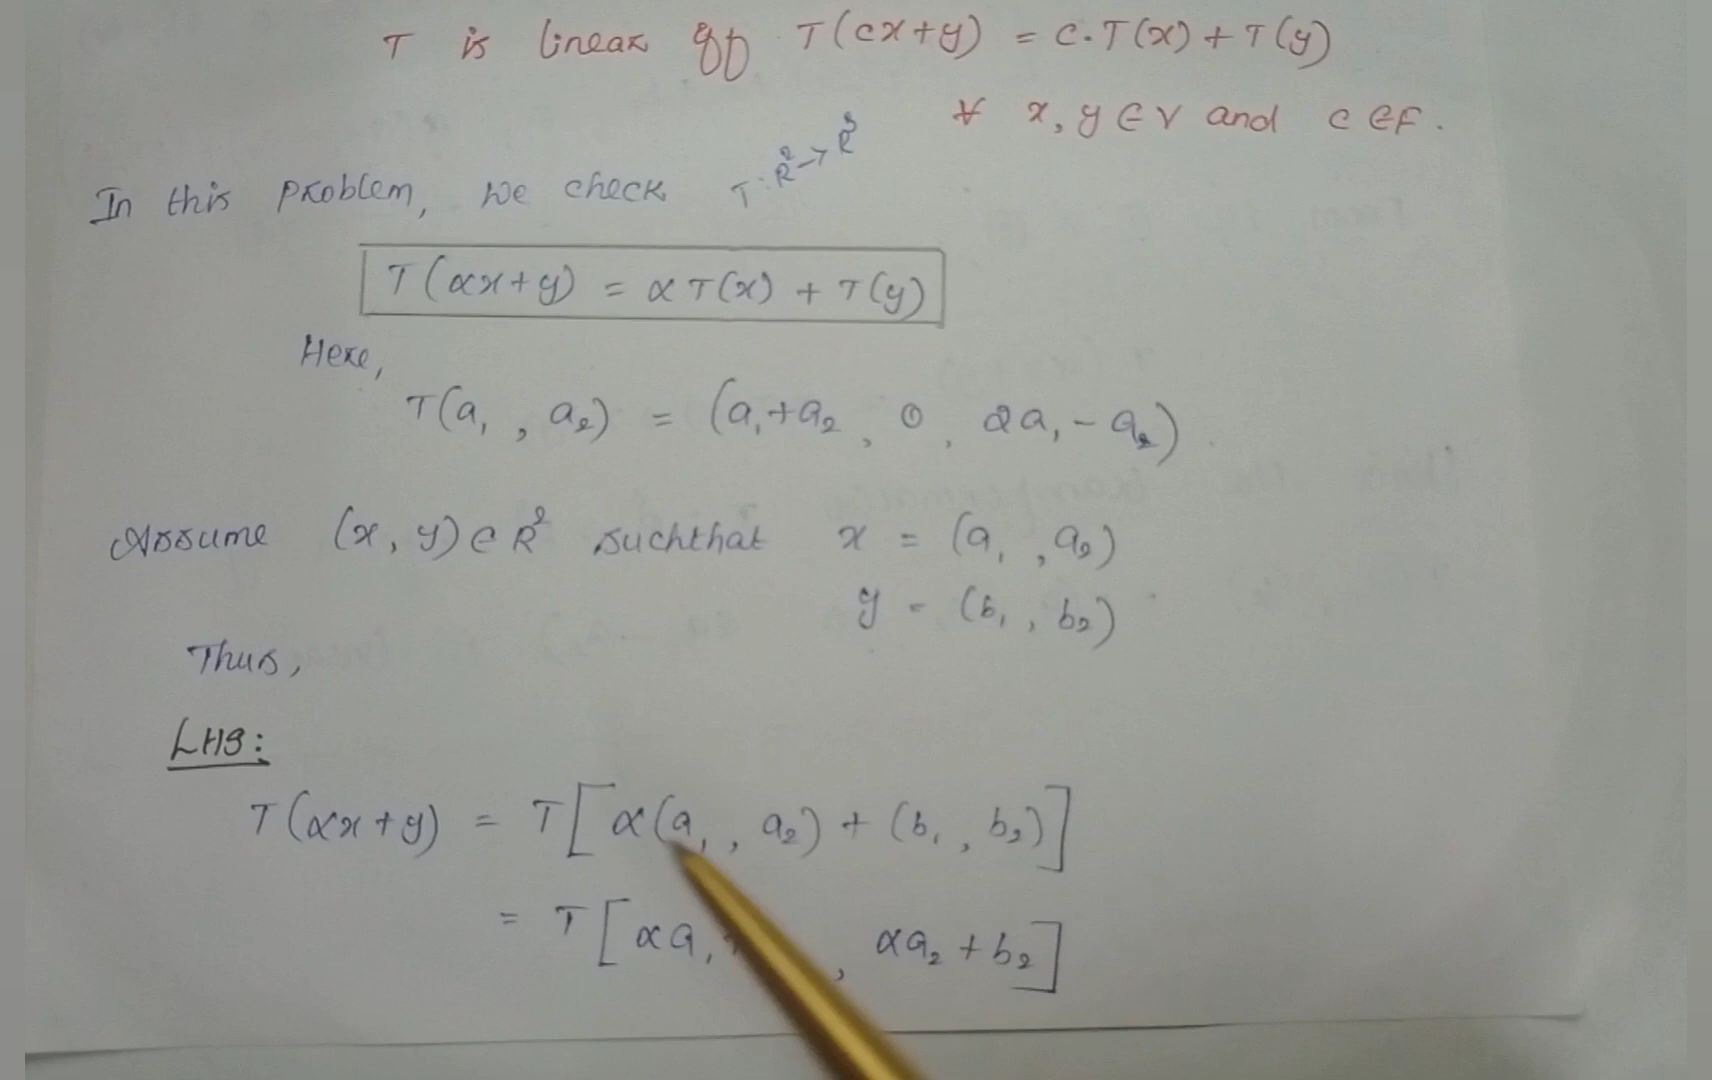 T is linear iff T(cx+y) = c.T(x) + T(y)
∀ x, y ∈ V and c ∈ F.
In this problem, we check T: R² → R³
T(αx+y) = αT(x) + T(y)
Here,
T(a₁, a₂) = (a₁+a₂, 0, 2a₁-a₂)
Assume (x, y) ∈ R² suchthat x = (a₁, a₂)
y = (b₁, b₂)
Thus,
LHS:
T(αx+y) = T[α(a₁, a₂) + (b₁, b₂)]
= T[αa₁ , αa₂+b₂]